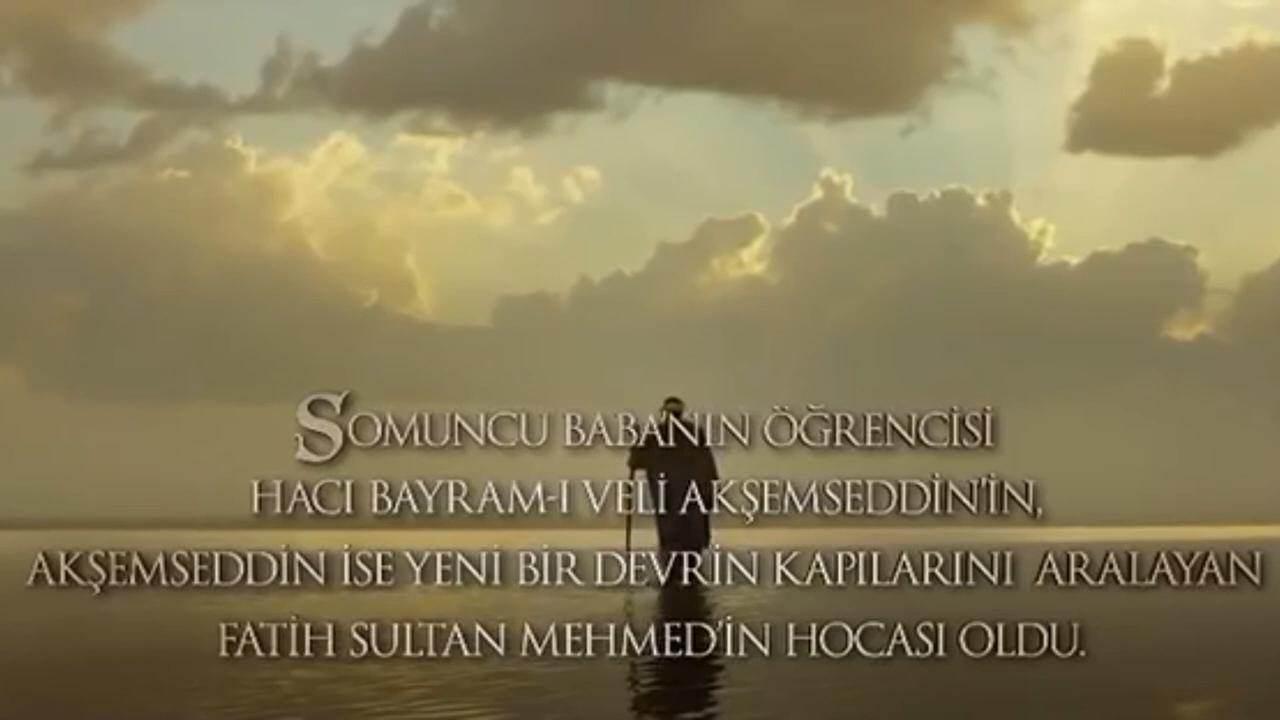 SOMUNCU BABA'NIN ÖĞRENCİSİ
HACI BAYRAM-I VELİ AKŞEMSEDDİN'İN,
AKŞEMSEDDİN İSE YENİ BİR DEVRİN KAPILARINI ARALAYAN
FATİH SULTAN MEHMED'İN HOCASI OLDU.